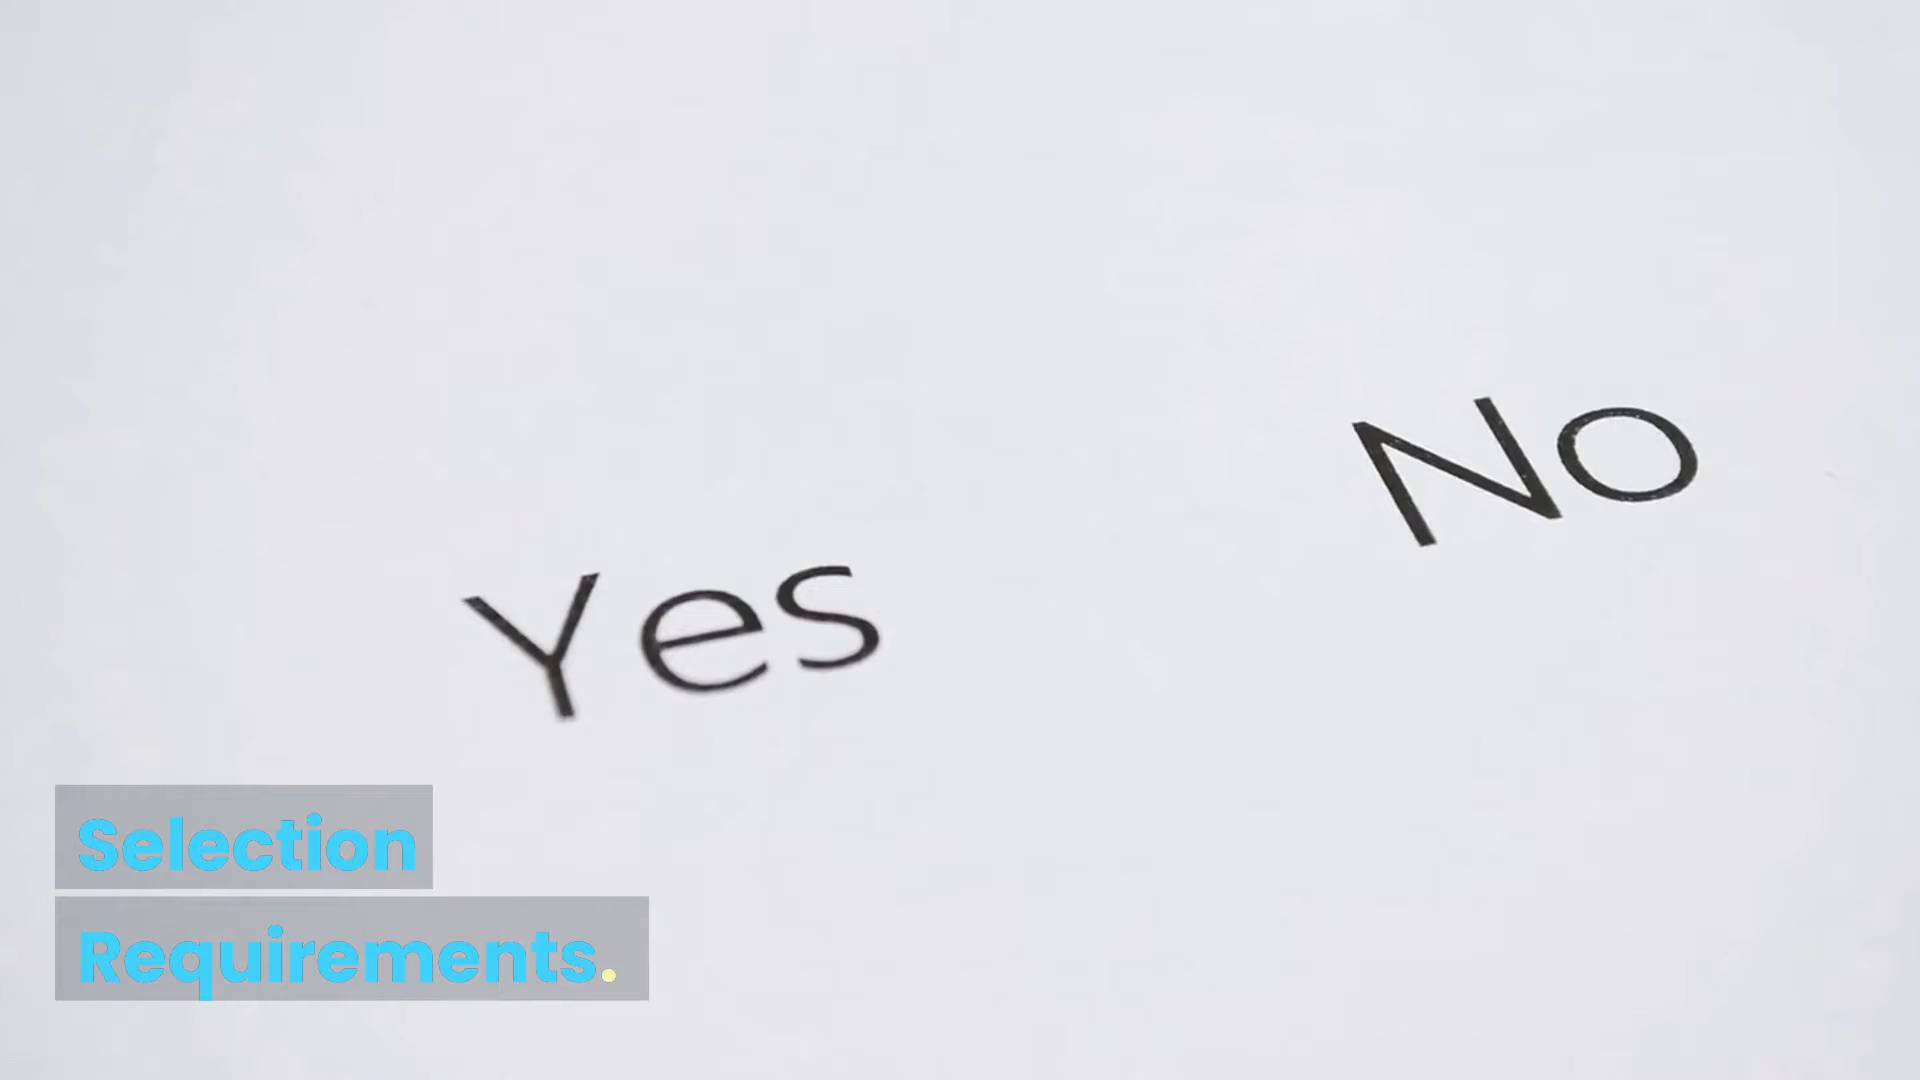 Yes No
Selection
Requirements.